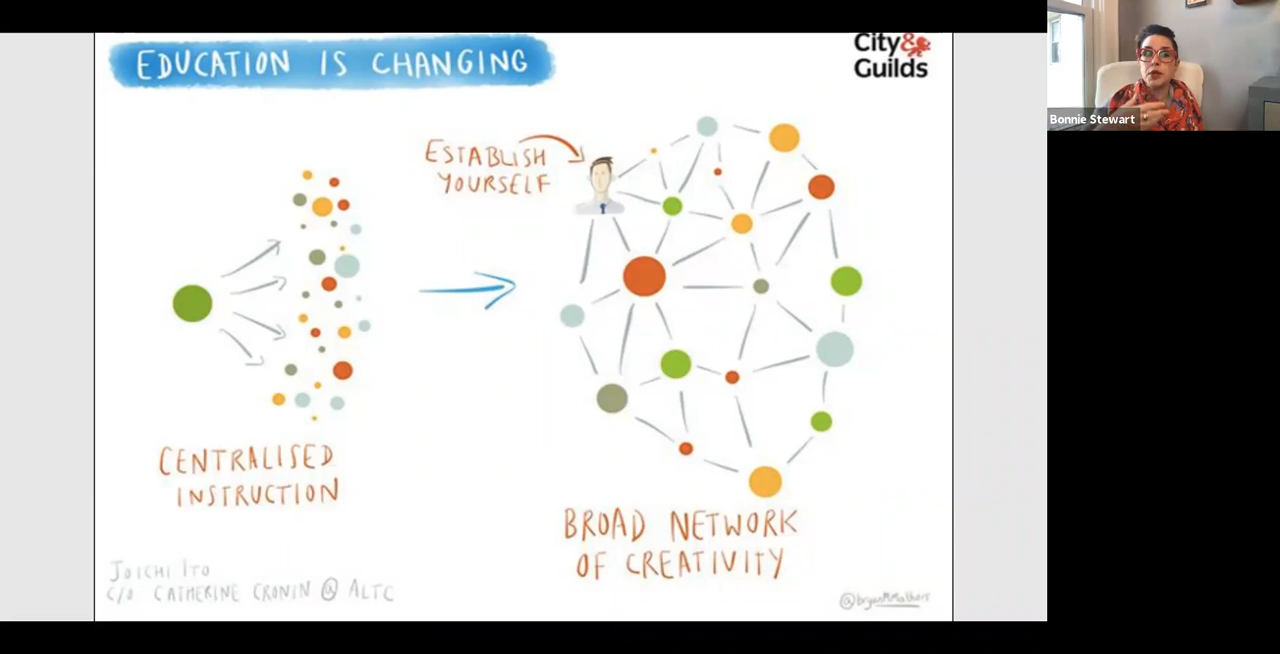 EDUCATION IS CHANGING
City&
Guilds
ESTABLISH
YOURSELF
CENTRALISED
INSTRUCTION
BROAD NETWORK
OF CREATIVITY
JOICHI ITO
C/O CATHERINE CRONIN @ ALTC
@bryanMMathers
Bonnie Stewart